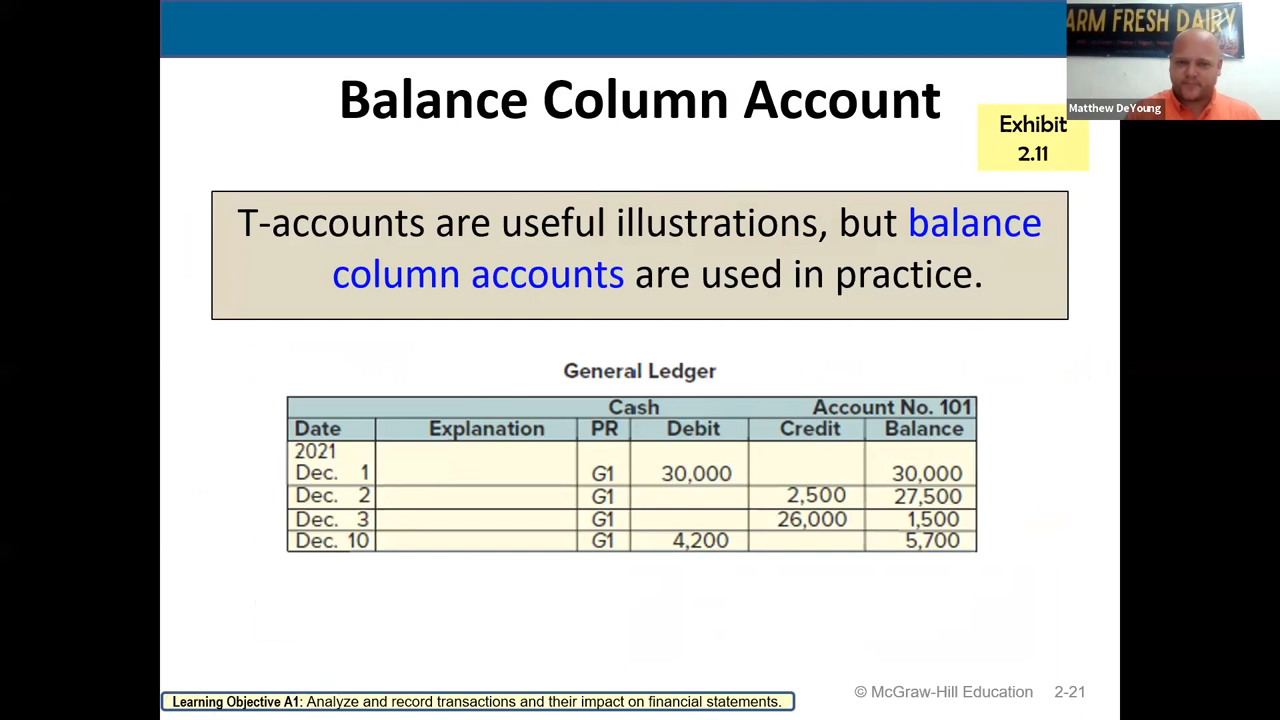 ARM FRESH DAIRY
Matthew DeYoung
Balance Column Account
Exhibit
2.11
T-accounts are useful illustrations, but balance
column accounts are used in practice.
General Ledger
Cash Account No. 101
Date Explanation PR Debit Credit Balance
2021
Dec. 1 G1 30,000 30,000
Dec. 2 G1 2,500 27,500
Dec. 3 G1 26,000 1,500
Dec. 10 G1 4,200 5,700
© McGraw-Hill Education 2-21
Learning Objective A1: Analyze and record transactions and their impact on financial statements.